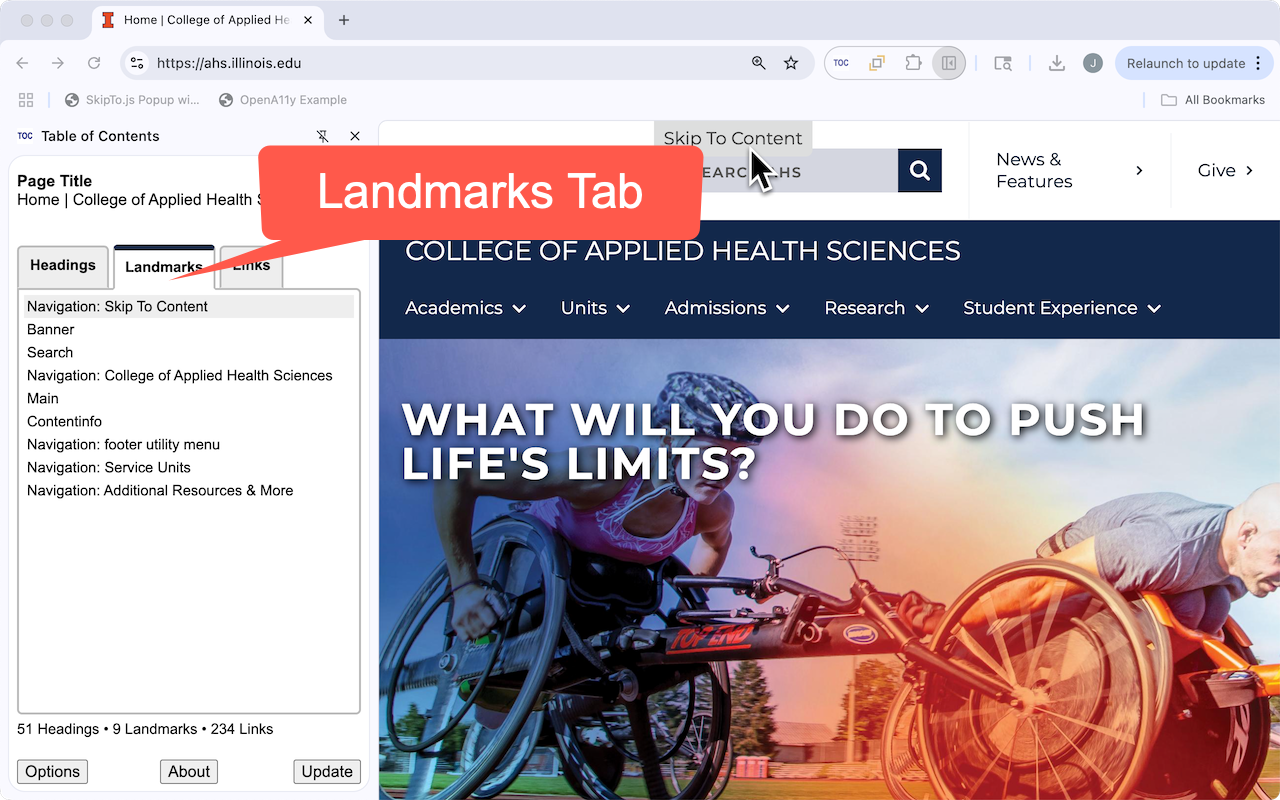 Home | College of Applied He
https://ahs.illinois.edu
TOC
J
Relaunch to update
SkipTo.js Popup wi...
OpenA11y Example
All Bookmarks
TOC Table of Contents
Page Title
Home | College of Applied Health S
Landmarks Tab
Headings
Landmarks
Links
Navigation: Skip To Content
Banner
Search
Navigation: College of Applied Health Sciences
Main
Contentinfo
Navigation: footer utility menu
Navigation: Service Units
Navigation: Additional Resources & More
51 Headings • 9 Landmarks • 234 Links
Options
About
Update
Skip To Content
News &
Features
Give
COLLEGE OF APPLIED HEALTH SCIENCES
Academics
Units
Admissions
Research
Student Experience
WHAT WILL YOU DO TO PUSH
LIFE'S LIMITS?
TOP END